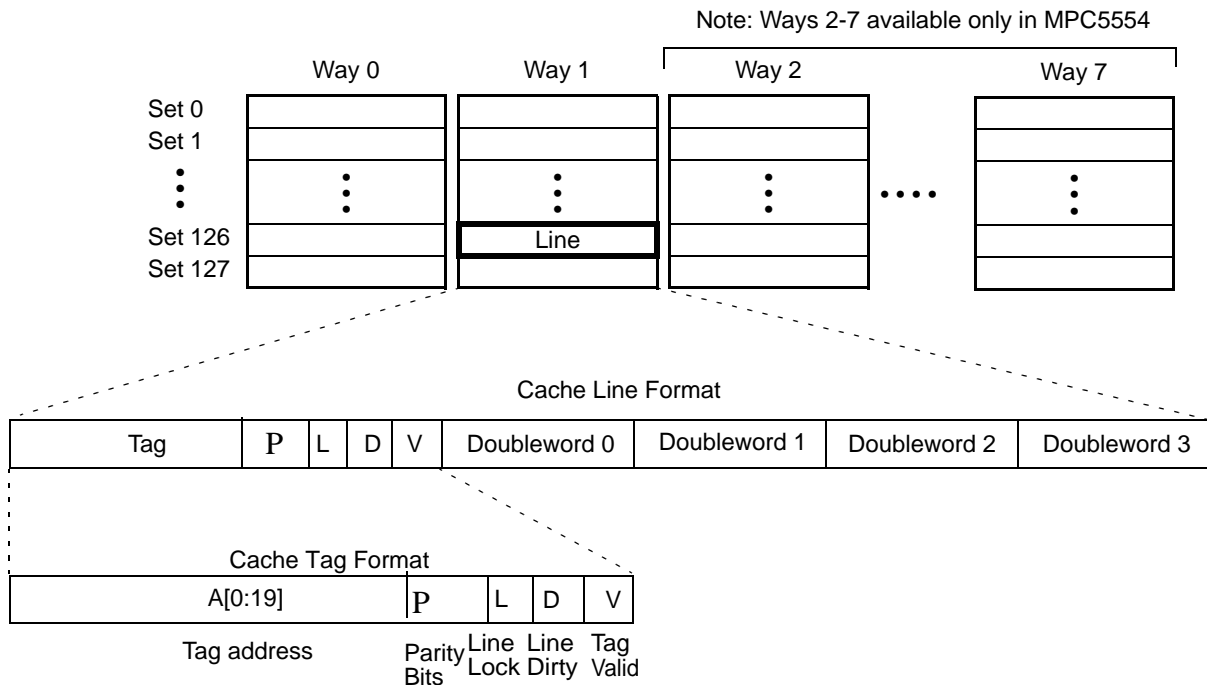 Note: Ways 2-7 available only in MPC5554
Way 0 Way 1 Way 2 Way 7
Set 0
Set 1
Set 126 Line
Set 127
Cache Line Format
Tag P L D V Doubleword 0 Doubleword 1 Doubleword 2 Doubleword 3
Cache Tag Format
A[0:19] P L D V
Tag address Parity Bits Line Lock Line Dirty Tag Valid